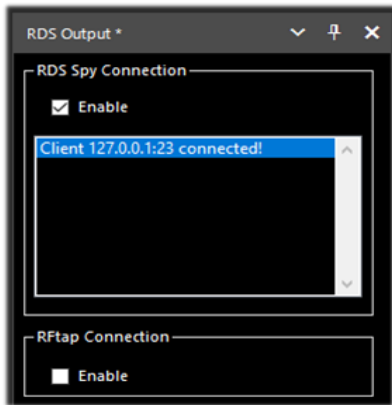 RDS Output *
RDS Spy Connection
Enable
Client 127.0.0.1:23 connected!
RFtap Connection
Enable